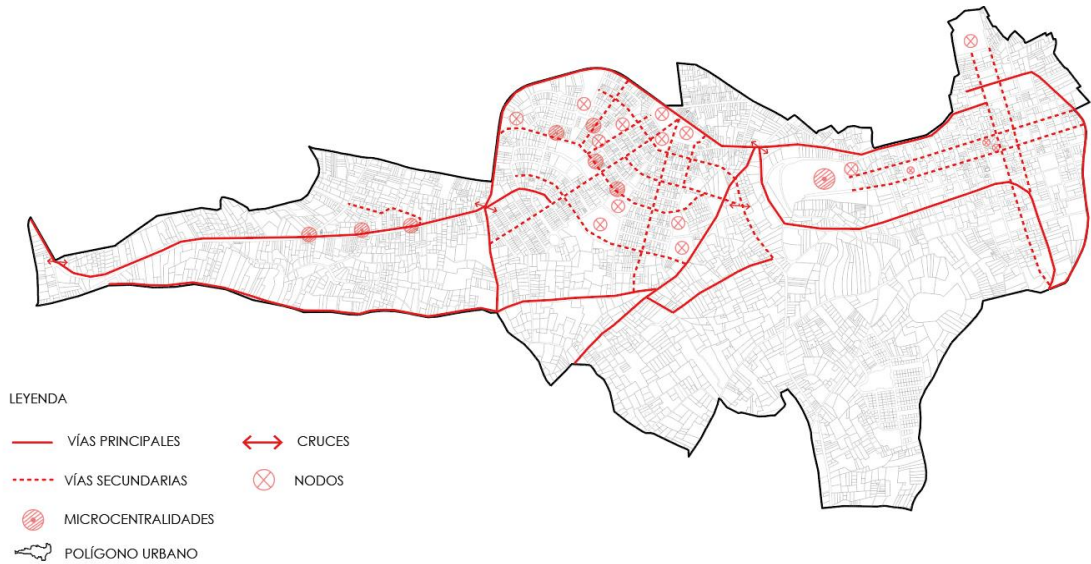 LEYENDA
VÍAS PRINCIPALES
CRUCES
VÍAS SECUNDARIAS
NODOS
MICROCENTRALIDADES
POLÍGONO URBANO